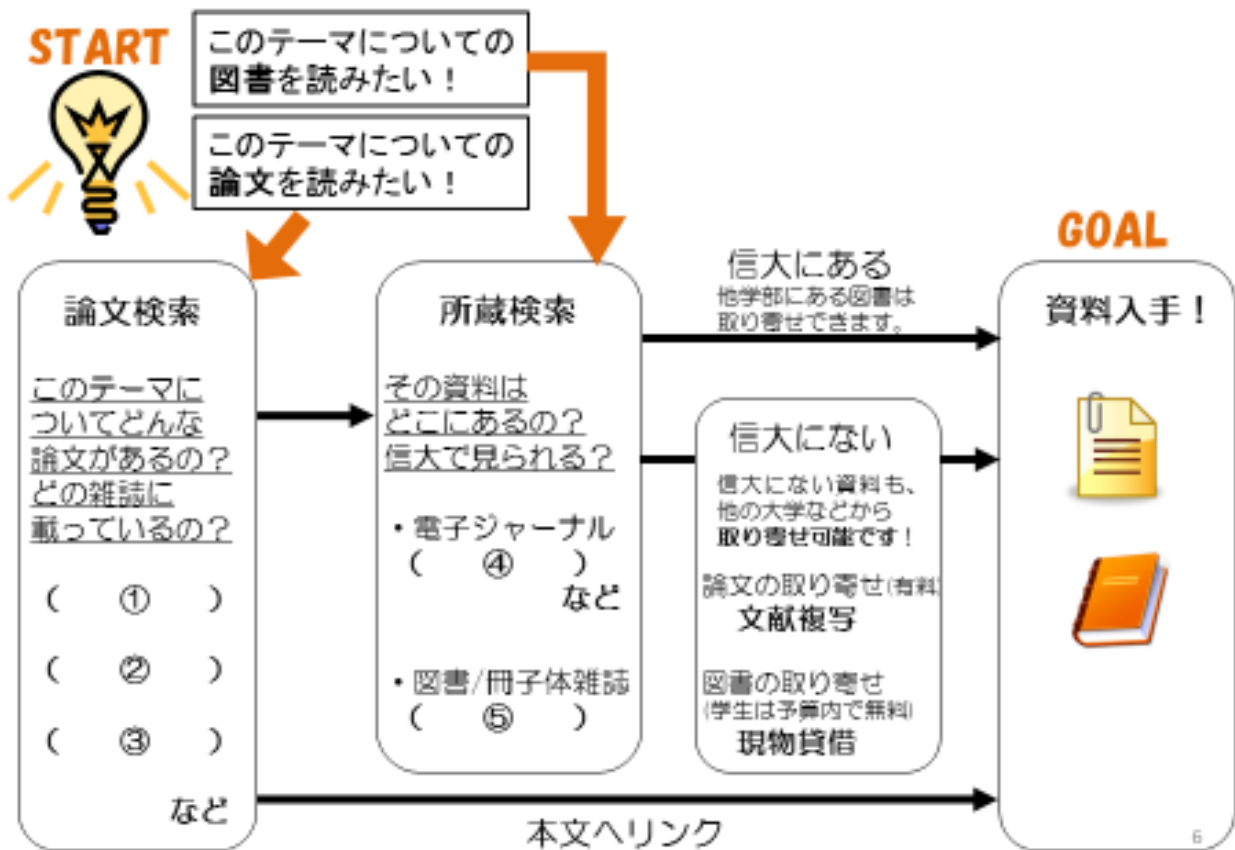 START
このテーマについての
図書を読みたい！
このテーマについての
論文を読みたい！
論文検索
このテーマに
ついてどんな
論文があるの？
どの雑誌に
載っているの？
（　①　）
（　②　）
（　③　）
など
所蔵検索
その資料は
どこにあるの？
信大で見られる？
・電子ジャーナル
（　④　）
など
・図書/冊子体雑誌
（　⑤　）
信大にある
他学部にある図書は
取り寄せできます。
信大にない
信大にない資料も、
他の大学などから
取り寄せ可能です！
論文の取り寄せ(有料)
文献複写
図書の取り寄せ
(学生は予算内で無料)
現物貸借
GOAL
資料入手！
本文へリンク
6